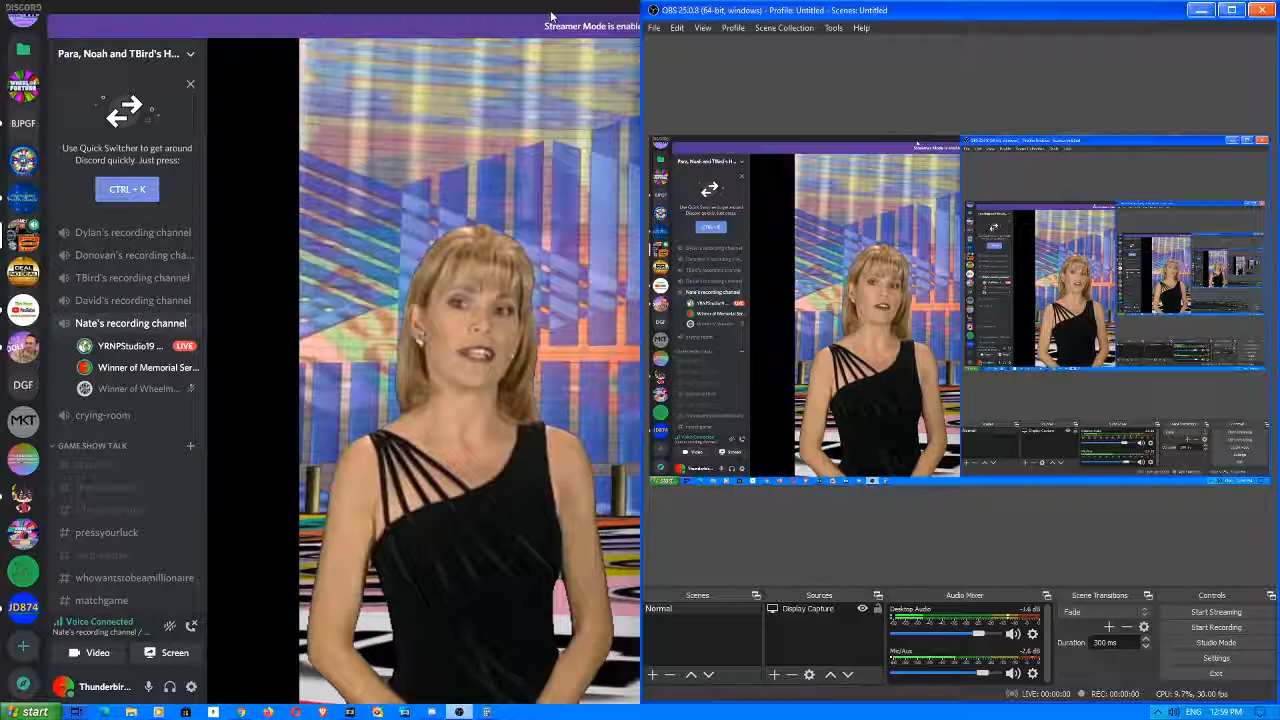 DISCORD
Streamer Mode is enable
Para, Noah and TBird's H...
Use Quick Switcher to get around
Discord quickly. Just press:
CTRL + K
BJPGF
Dylan's recording channel
Donovan's recording cha...
TBird's recording channel
David's recording channel
Nate's recording channel
YRNPStudio19 ... LIVE
Winner of Memorial Ser...
Winner of Wheelm...
DGF
MKT
crying-room
GAME SHOW TALK
pressyourluck
whowantstobeamillionaire
matchgame
JD874
Voice Connected
Nate's recording channel / ...
Video
Screen
Thunderbir...
start
OBS 25.0.8 (64-bit, windows) - Profile: Untitled - Scenes: Untitled
File Edit View Profile Scene Collection Tools Help
Scenes
Sources
Audio Mixer
Scene Transitions
Controls
Normal
Display Capture
Desktop Audio
-3.6 dB
Mic/Aux
-2.6 dB
Fade
Duration: 300 ms
Start Streaming
Start Recording
Studio Mode
Settings
Exit
LIVE: 00:00:00
REC: 00:00:00
CPU: 9.7%, 30.00 fps
ENG
12:59 PM